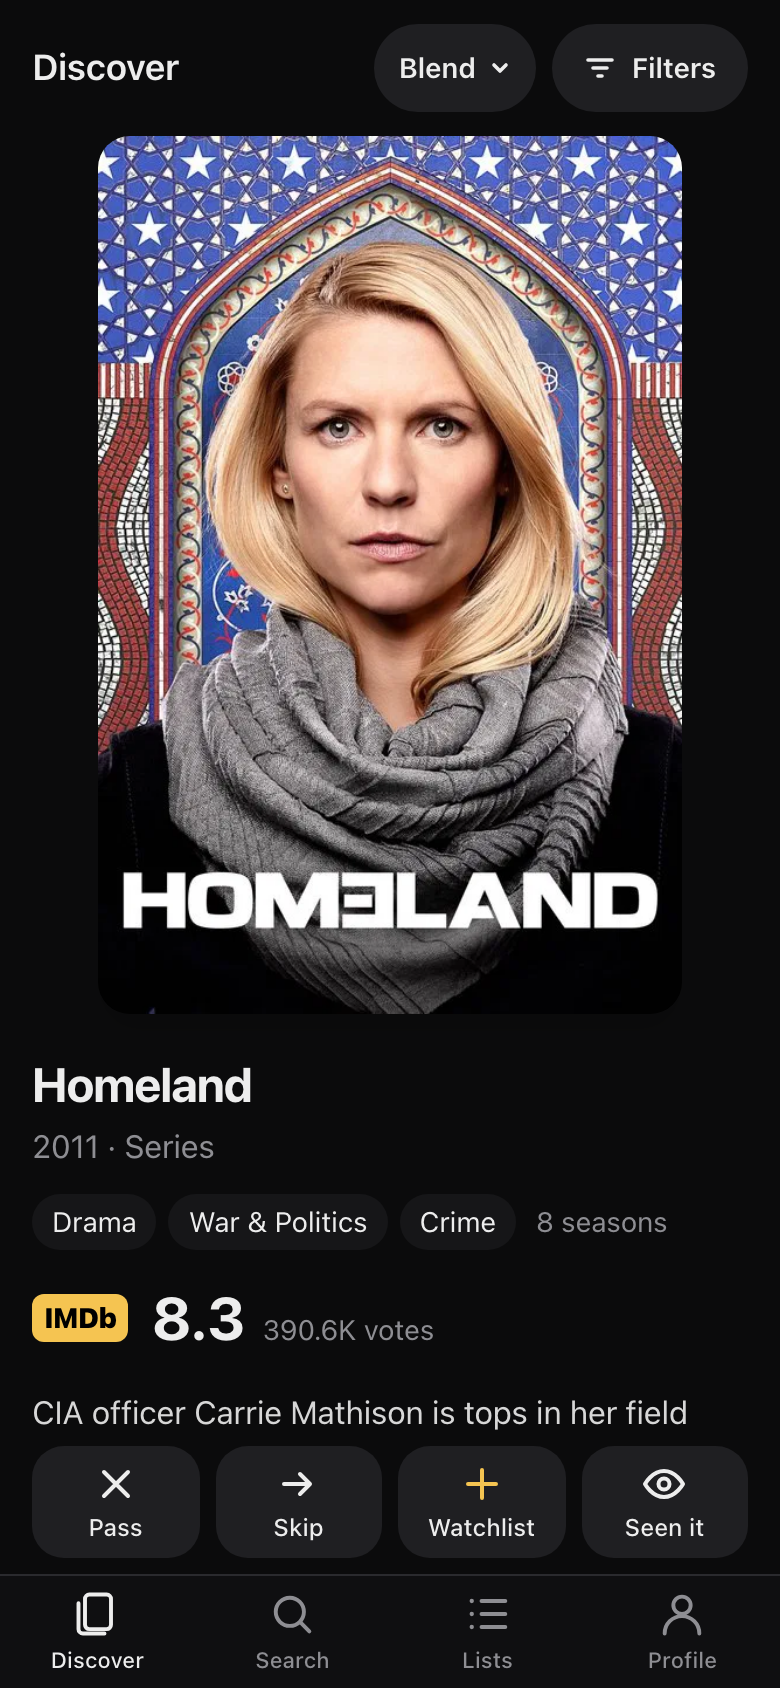 Discover
Blend
Filters
HOMELAND
Homeland
2011 · Series
Drama
War & Politics
Crime
8 seasons
IMDb
8.3
390.6K votes
CIA officer Carrie Mathison is tops in her field
Pass
Skip
Watchlist
Seen it
Discover
Search
Lists
Profile